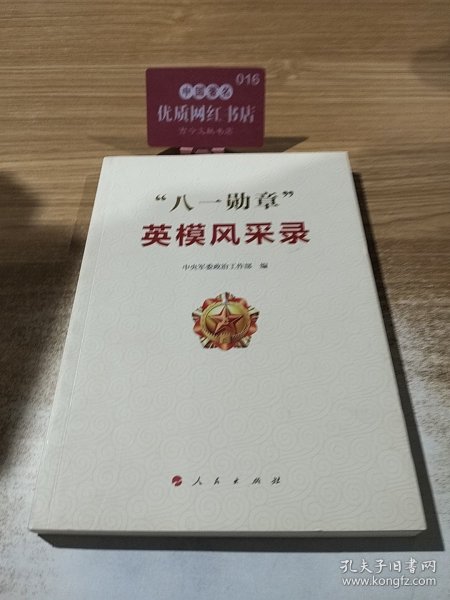 016
中国著名
优质网红书店
“八一勋章”
英模风采录
中央军委政治工作部 编
人民出版社
孔夫子旧书网
www.kongfz.com